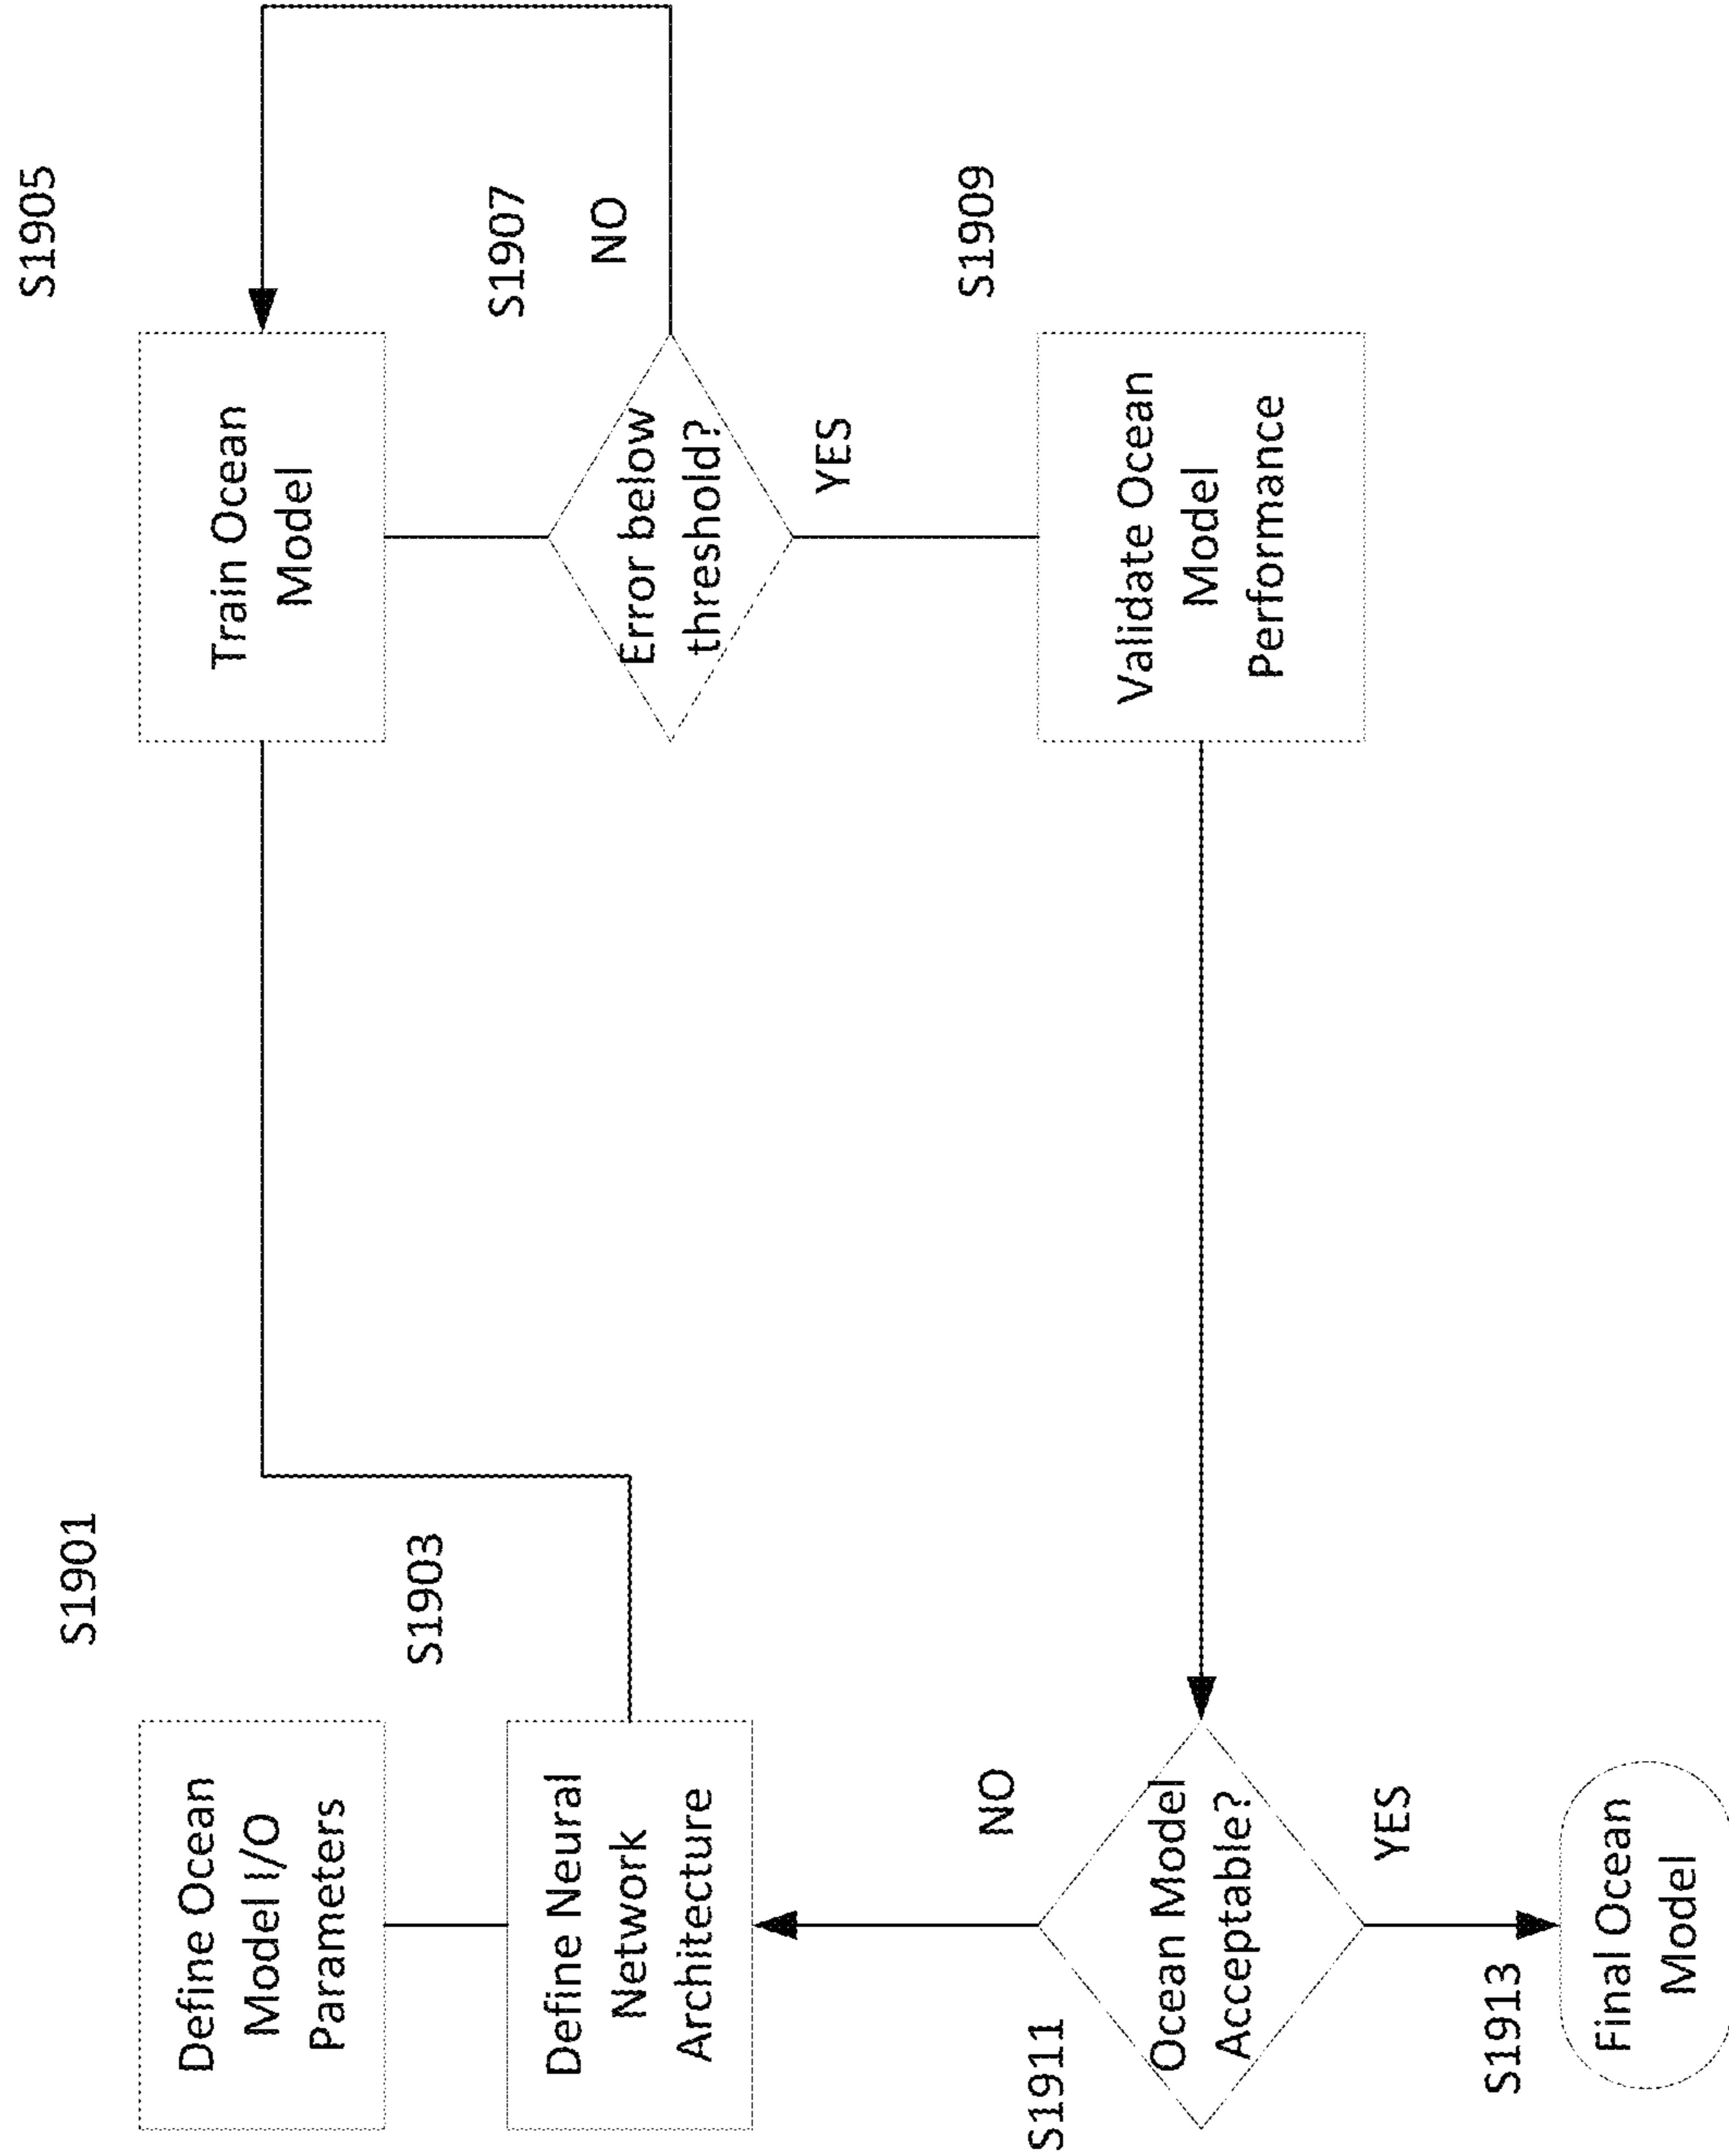 S1901
Define Ocean
Model I/O
Parameters
S1903
Define Neural
Network
Architecture
S1905
Train Ocean
Model
S1907
Error below
threshold?
NO
YES
S1909
Validate Ocean
Model
Performance
S1911
Ocean Model
Acceptable?
NO
YES
S1913
Final Ocean
Model